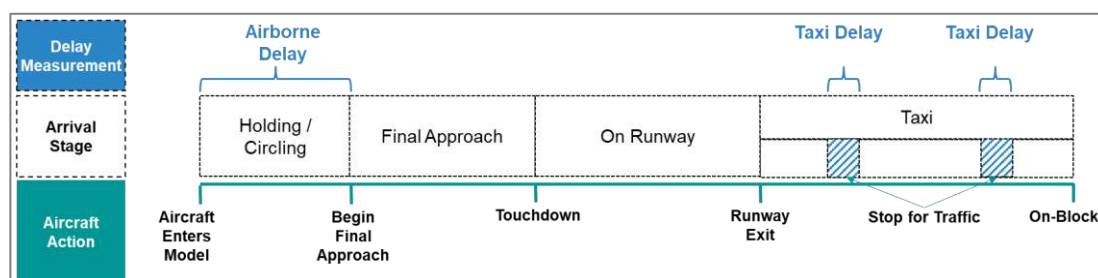 Delay
Measurement
Airborne
Delay
Taxi Delay
Taxi Delay
Arrival
Stage
Holding /
Circling
Final Approach
On Runway
Taxi
Aircraft
Action
Aircraft
Enters
Model
Begin
Final
Approach
Touchdown
Runway
Exit
Stop for Traffic
On-Block